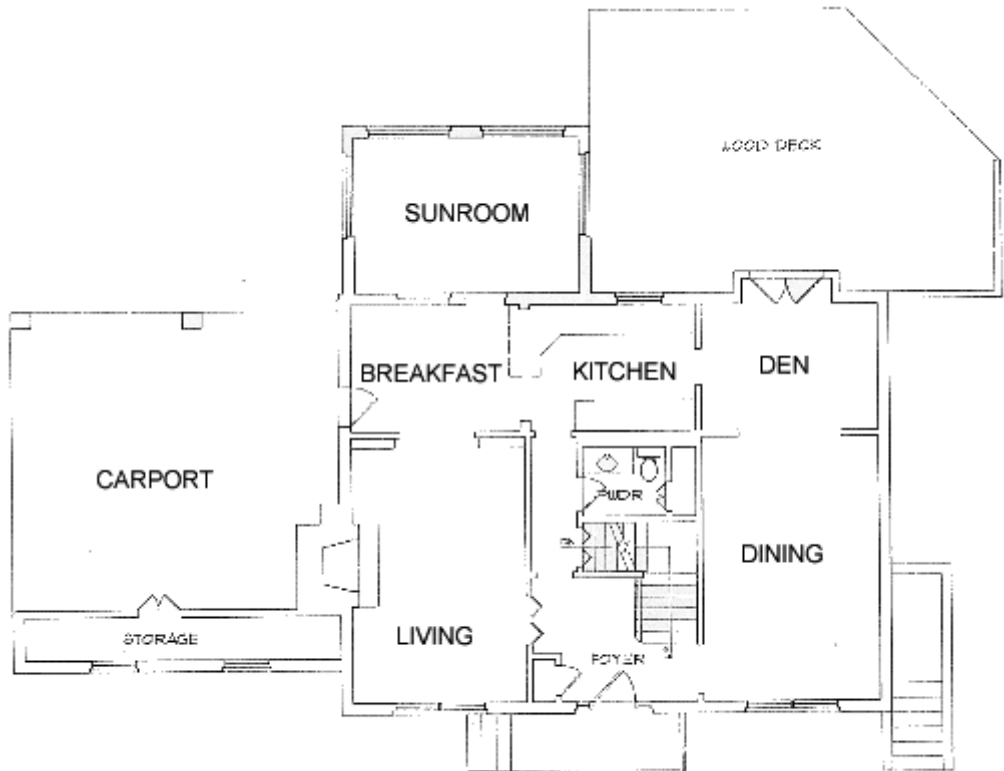 WOOD DECK
SUNROOM
BREAKFAST
KITCHEN
DEN
CARPORT
PWDR
DINING
STORAGE
LIVING
FOYER